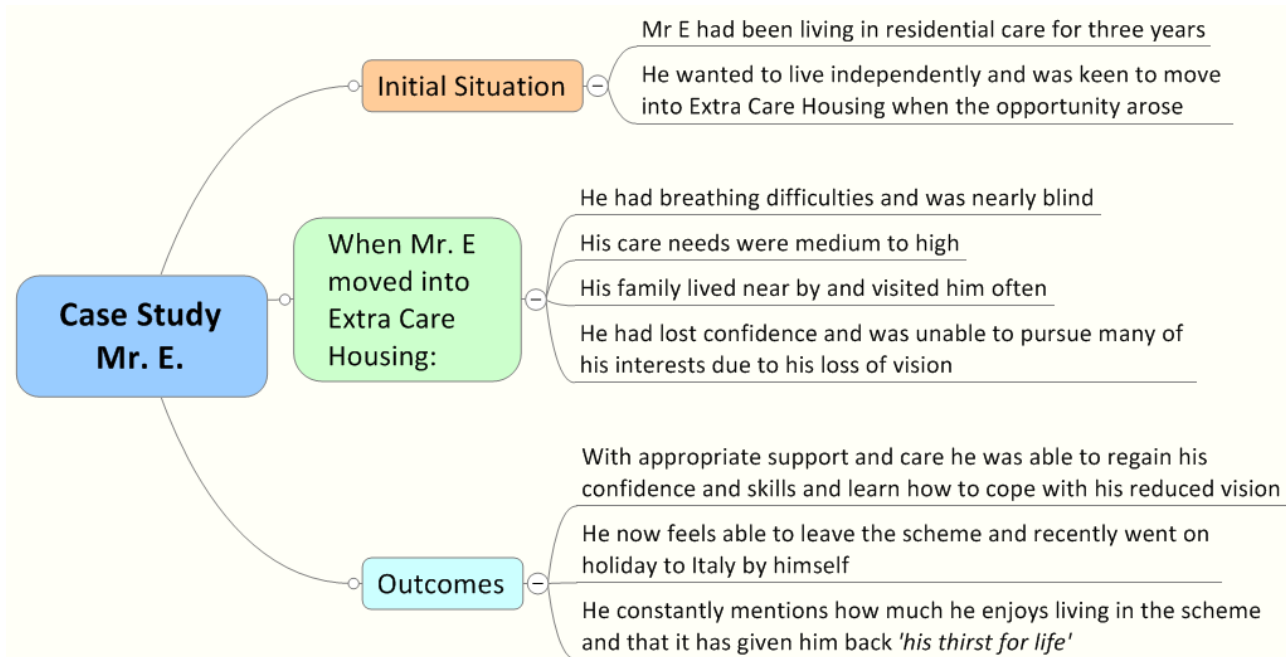 Case Study
Mr. E.
Initial Situation
Mr E had been living in residential care for three years
He wanted to live independently and was keen to move
into Extra Care Housing when the opportunity arose
When Mr. E
moved into
Extra Care
Housing:
He had breathing difficulties and was nearly blind
His care needs were medium to high
His family lived near by and visited him often
He had lost confidence and was unable to pursue many of
his interests due to his loss of vision
Outcomes
With appropriate support and care he was able to regain his
confidence and skills and learn how to cope with his reduced vision
He now feels able to leave the scheme and recently went on
holiday to Italy by himself
He constantly mentions how much he enjoys living in the scheme
and that it has given him back 'his thirst for life'